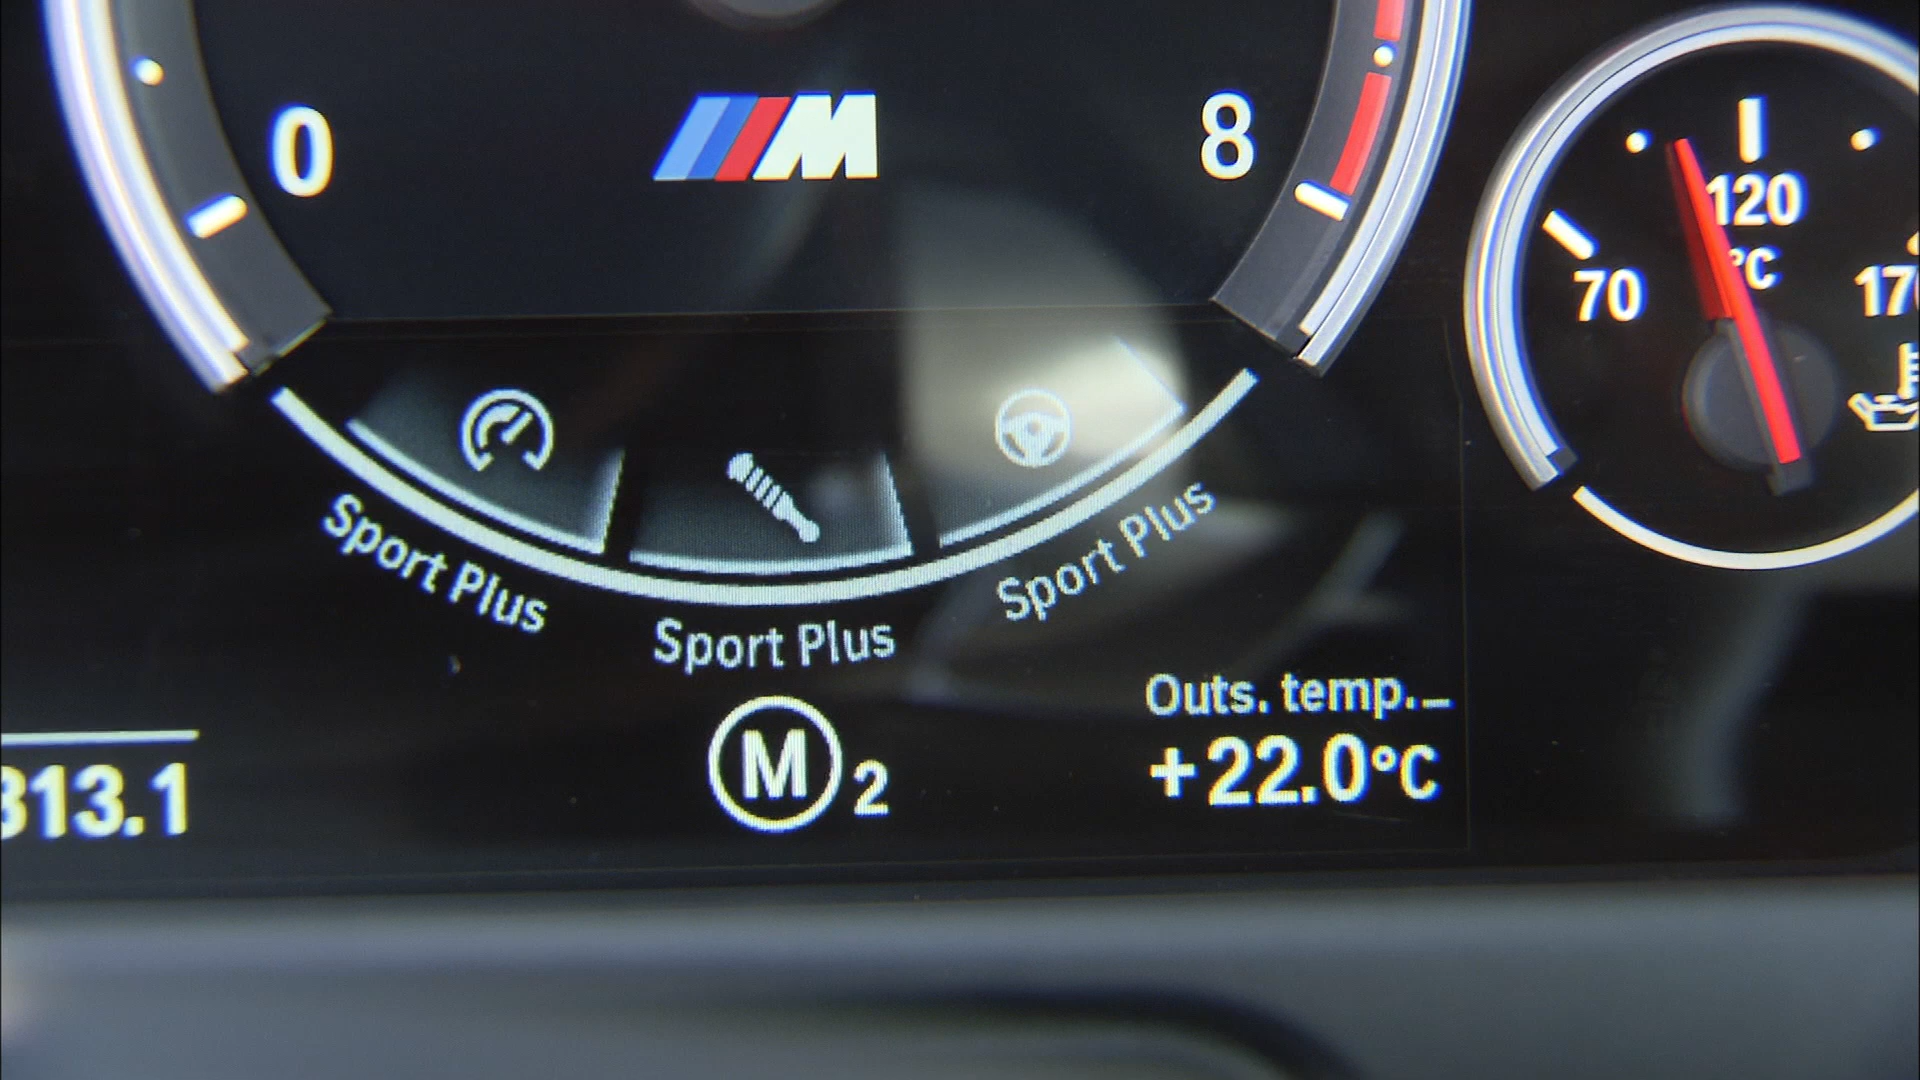 0
M
8
120
°C
70
170
Sport Plus
Sport Plus
Sport Plus
Outs. temp.
M 2
+22.0°C
313.1